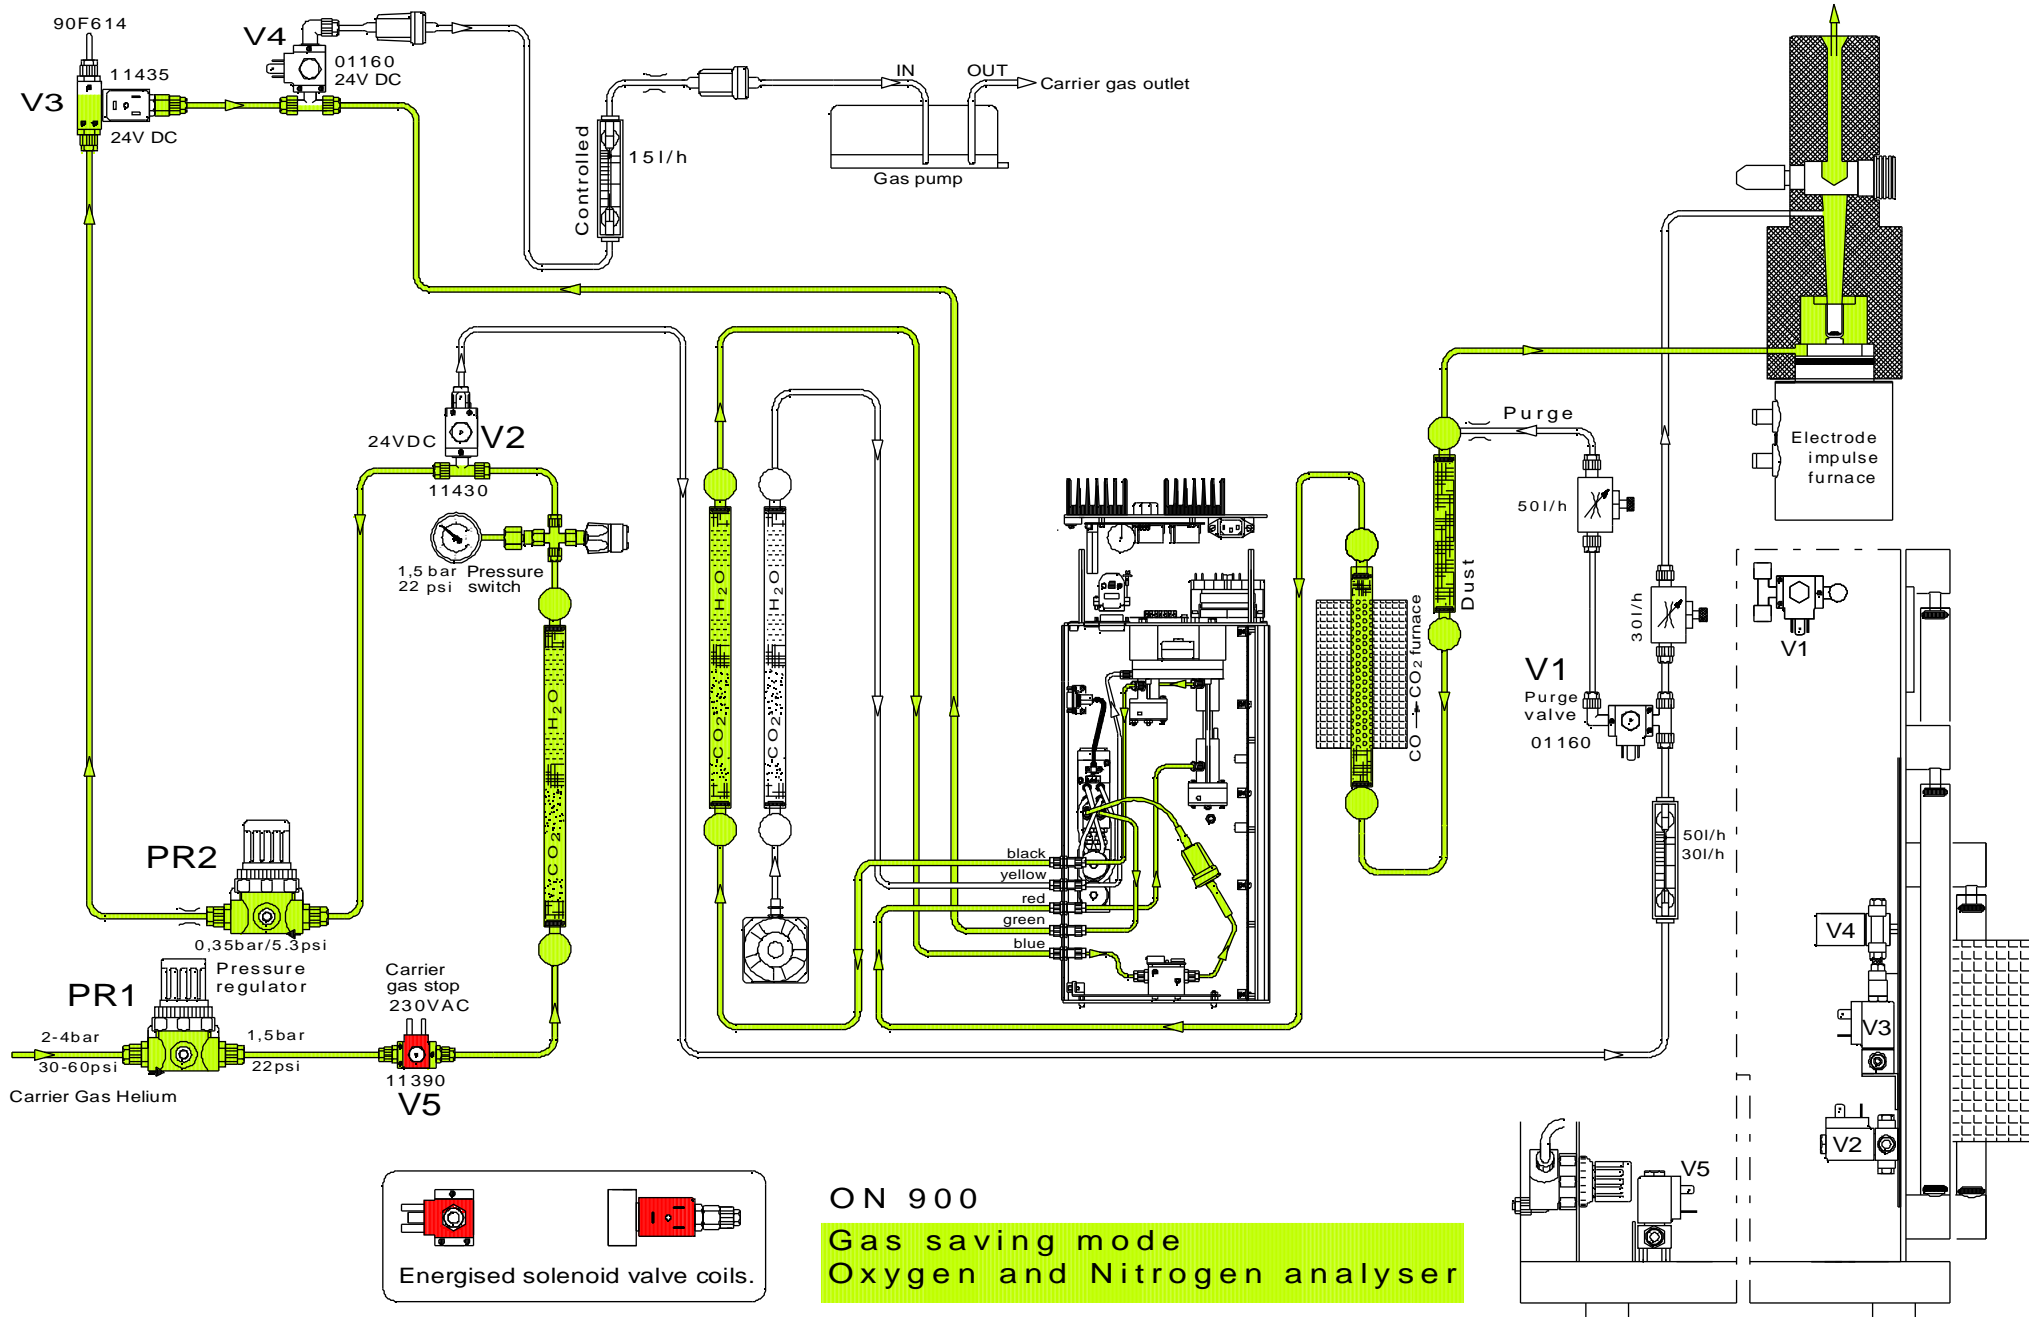 90F614
V4
01160
24V DC
11435
V3
24V DC
IN
OUT
Carrier gas outlet
Controlled
15l/h
Gas pump
24VDC
V2
11430
1,5 bar Pressure
22 psi switch
H2O
CO2
H2O
CO2
H2O
CO2
Purge
Electrode
impulse
furnace
50l/h
Dust
CO → CO2 furnace
30l/h
V1
Purge
valve
01160
V1
50l/h
30l/h
black
yellow
red
green
blue
PR2
0,35bar/5.3psi
Pressure
regulator
PR1
2-4bar
30-60psi
1,5bar
22psi
Carrier Gas Helium
Carrier
gas stop
230VAC
11390
V5
V4
V3
V2
V5
Energised solenoid valve coils.
ON 900
Gas saving mode
Oxygen and Nitrogen analyser